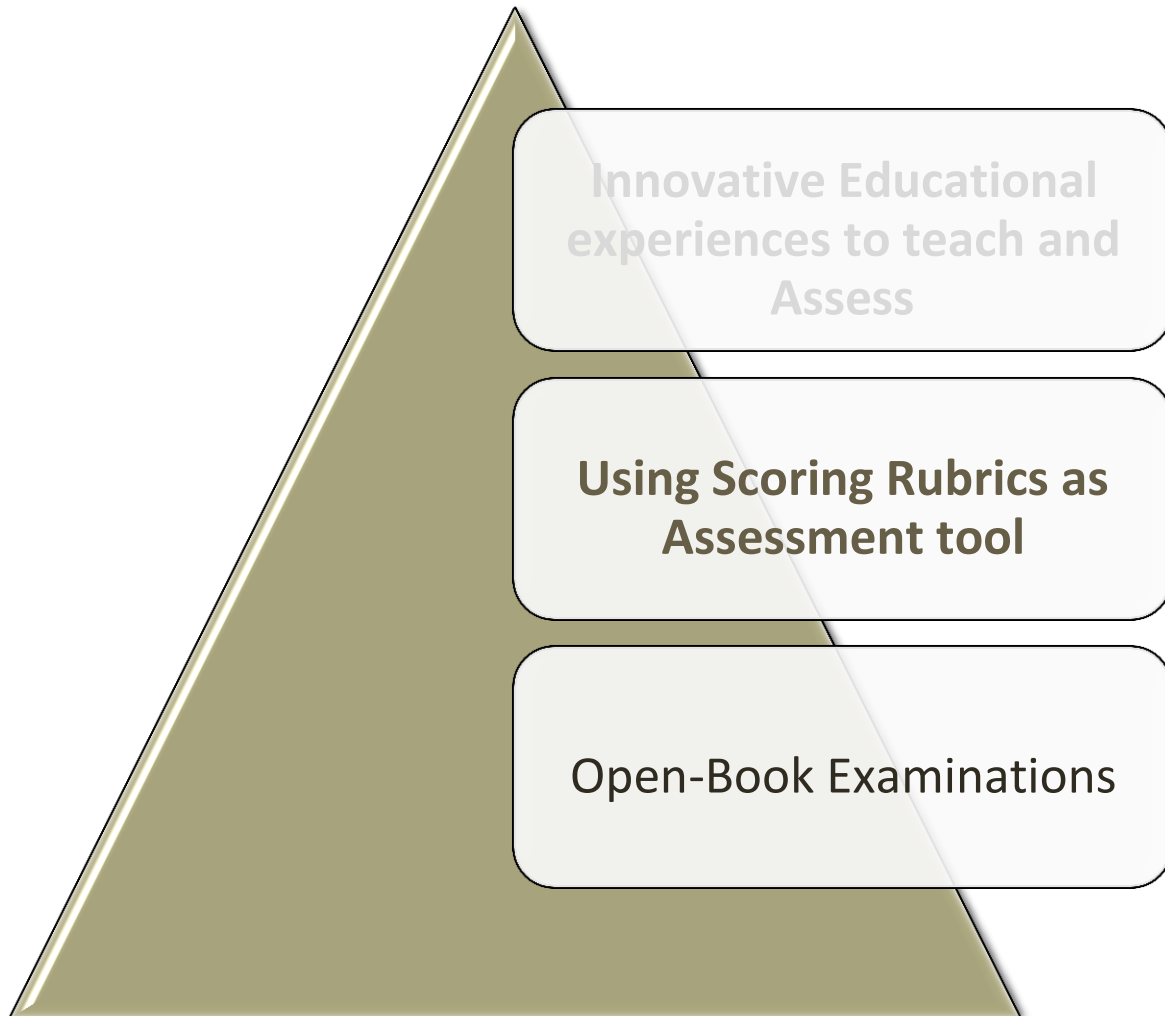 Innovative Educational
experiences to teach and
Assess
Using Scoring Rubrics as
Assessment tool
Open-Book Examinations